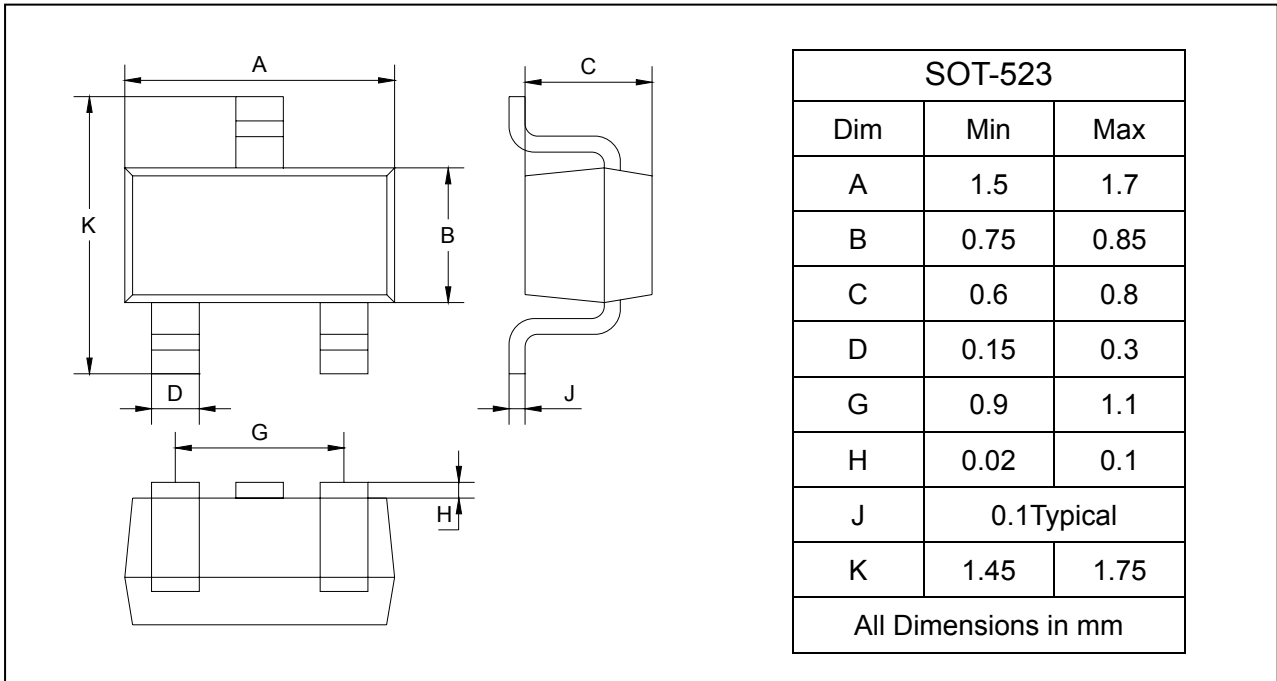 A
C
K
B
D
J
G
H
SOT-523
Dim Min Max
A 1.5 1.7
B 0.75 0.85
C 0.6 0.8
D 0.15 0.3
G 0.9 1.1
H 0.02 0.1
J 0.1Typical
K 1.45 1.75
All Dimensions in mm